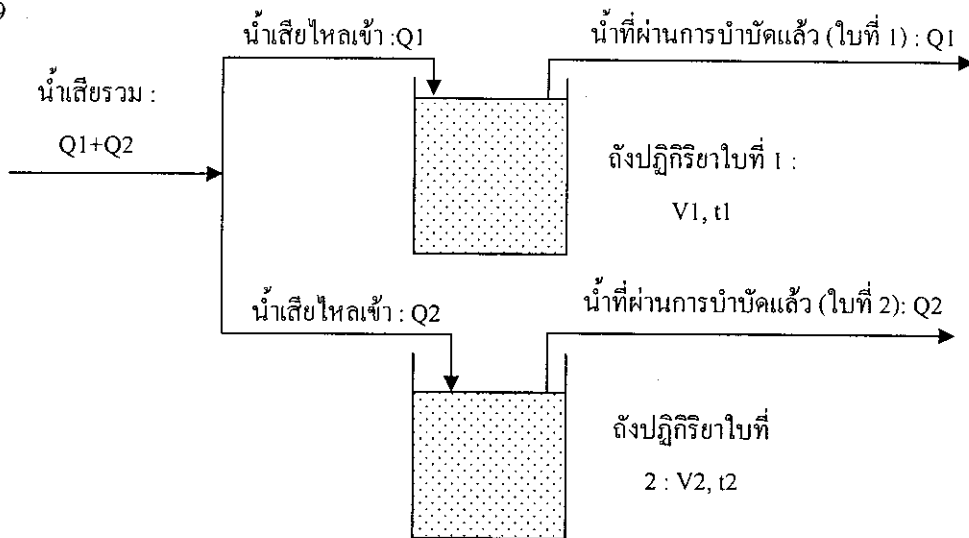 น้ำเสียไหลเข้า :Q1
น้ำที่ผ่านการบำบัดแล้ว (ใบที่ 1) : Q1
น้ำเสียรวม :
Q1+Q2
ถังปฏิกิริยาใบที่ 1 :
V1, t1
น้ำเสียไหลเข้า : Q2
น้ำที่ผ่านการบำบัดแล้ว (ใบที่ 2): Q2
ถังปฏิกิริยาใบที่
2 : V2, t2